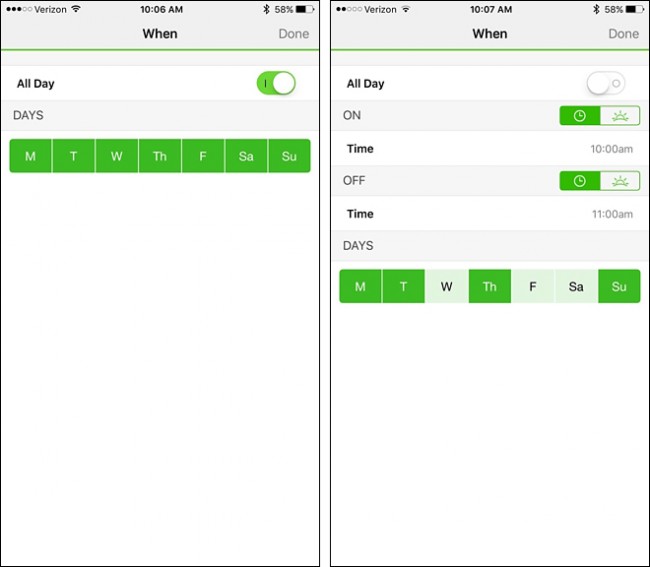 Verizon 10:06 AM 58%
When Done
All Day
DAYS
M T W Th F Sa Su
Verizon 10:07 AM 58%
When Done
All Day
ON
Time 10:00am
OFF
Time 11:00am
DAYS
M T W Th F Sa Su